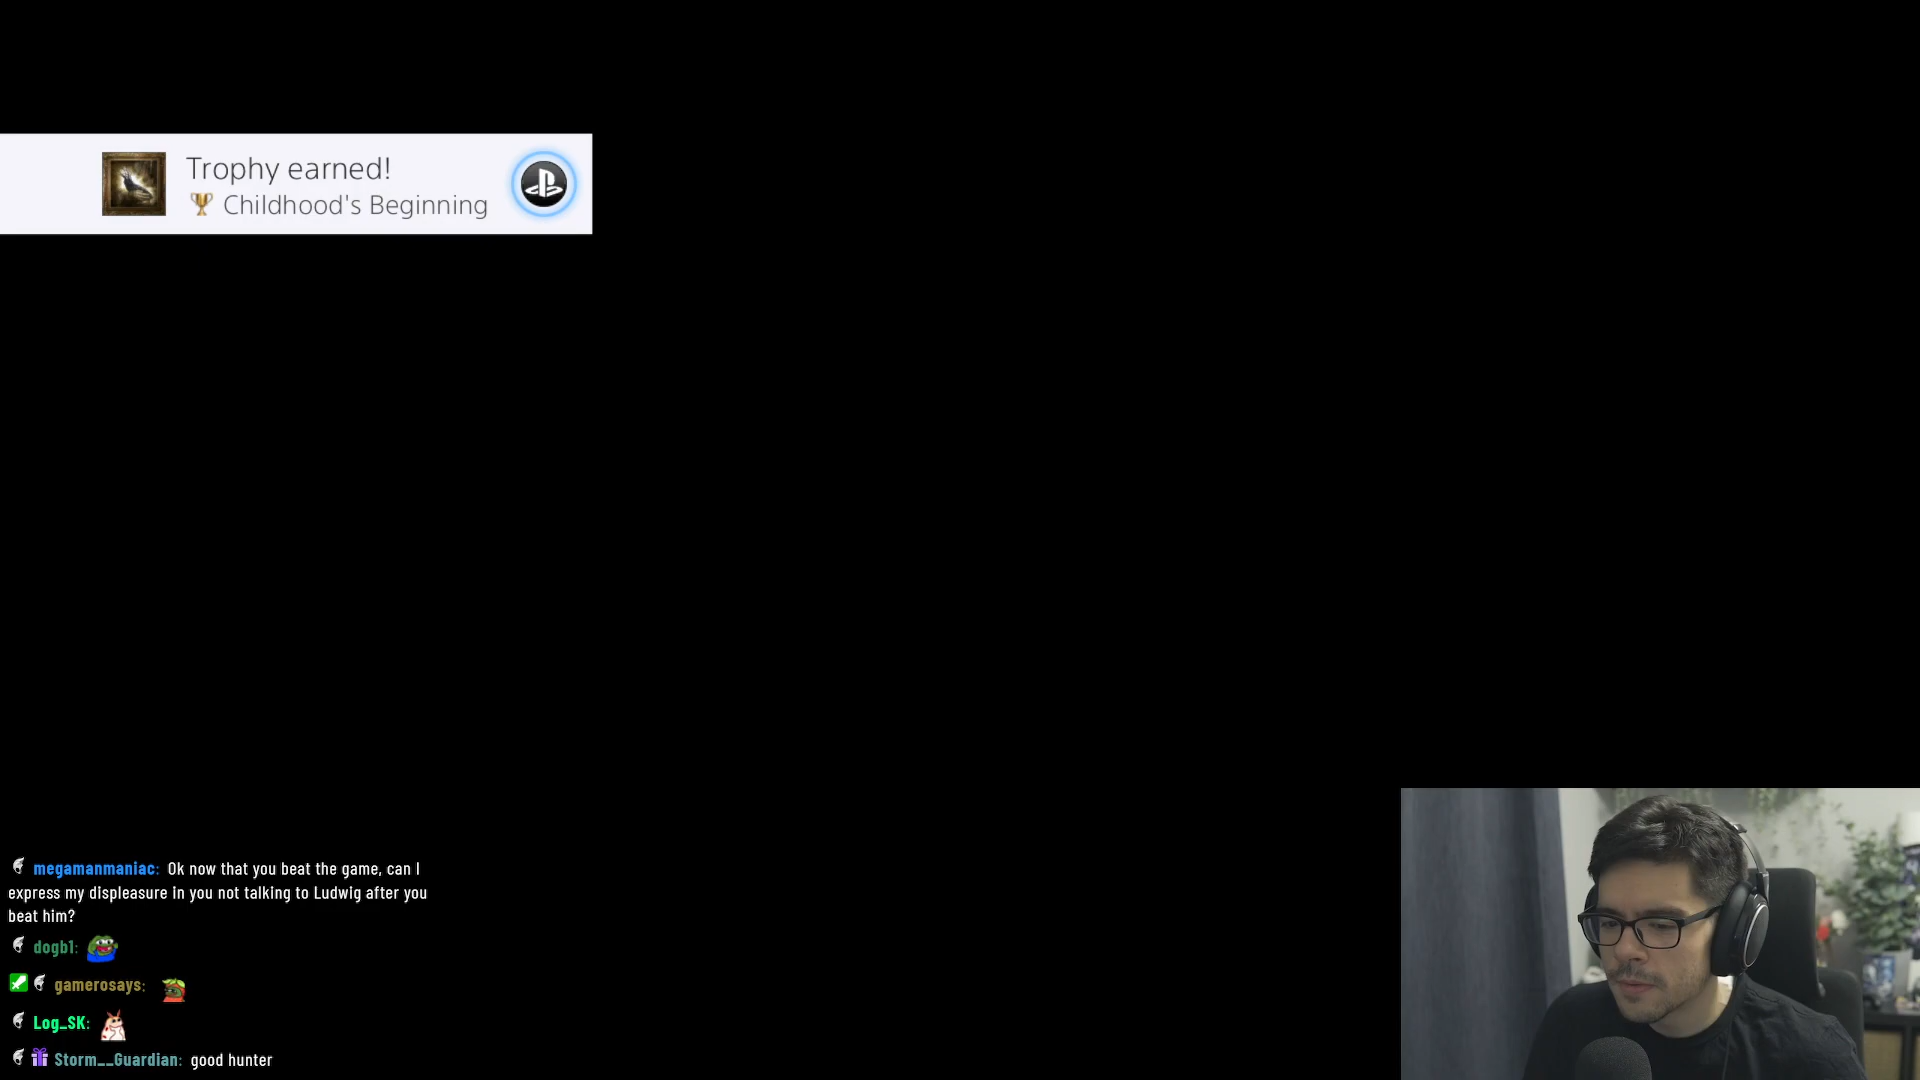 Trophy earned!
Childhood's Beginning
megamanmaniac: Ok now that you beat the game, can I
express my displeasure in you not talking to Ludwig after you
beat him?
dogb1:
gamerosays:
Log_SK:
Storm__Guardian: good hunter